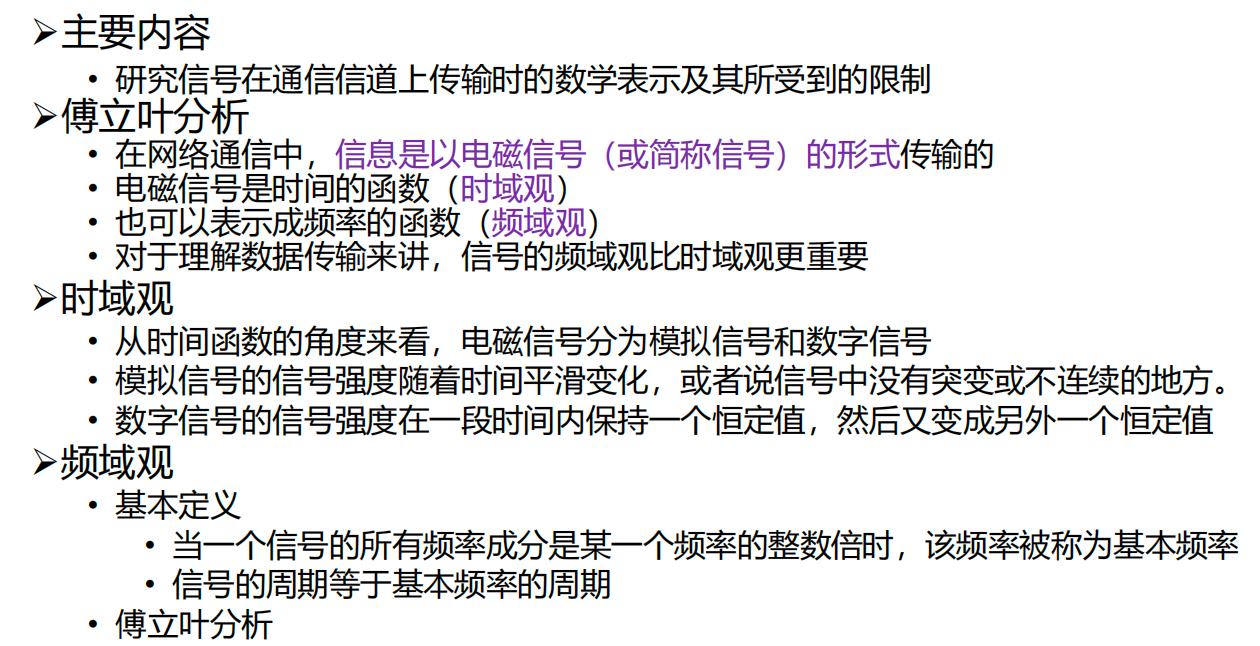 ➢主要内容
• 研究信号在通信信道上传输时的数学表示及其所受到的限制
➢傅立叶分析
• 在网络通信中，信息是以电磁信号（或简称信号）的形式传输的
• 电磁信号是时间的函数（时域观）
• 也可以表示成频率的函数（频域观）
• 对于理解数据传输来讲，信号的频域观比时域观更重要
➢时域观
• 从时间函数的角度来看，电磁信号分为模拟信号和数字信号
• 模拟信号的信号强度随着时间平滑变化，或者说信号中没有突变或不连续的地方。
• 数字信号的信号强度在一段时间内保持一个恒定值，然后又变成另外一个恒定值
➢频域观
• 基本定义
• 当一个信号的所有频率成分是某一个频率的整数倍时，该频率被称为基本频率
• 信号的周期等于基本频率的周期
• 傅立叶分析